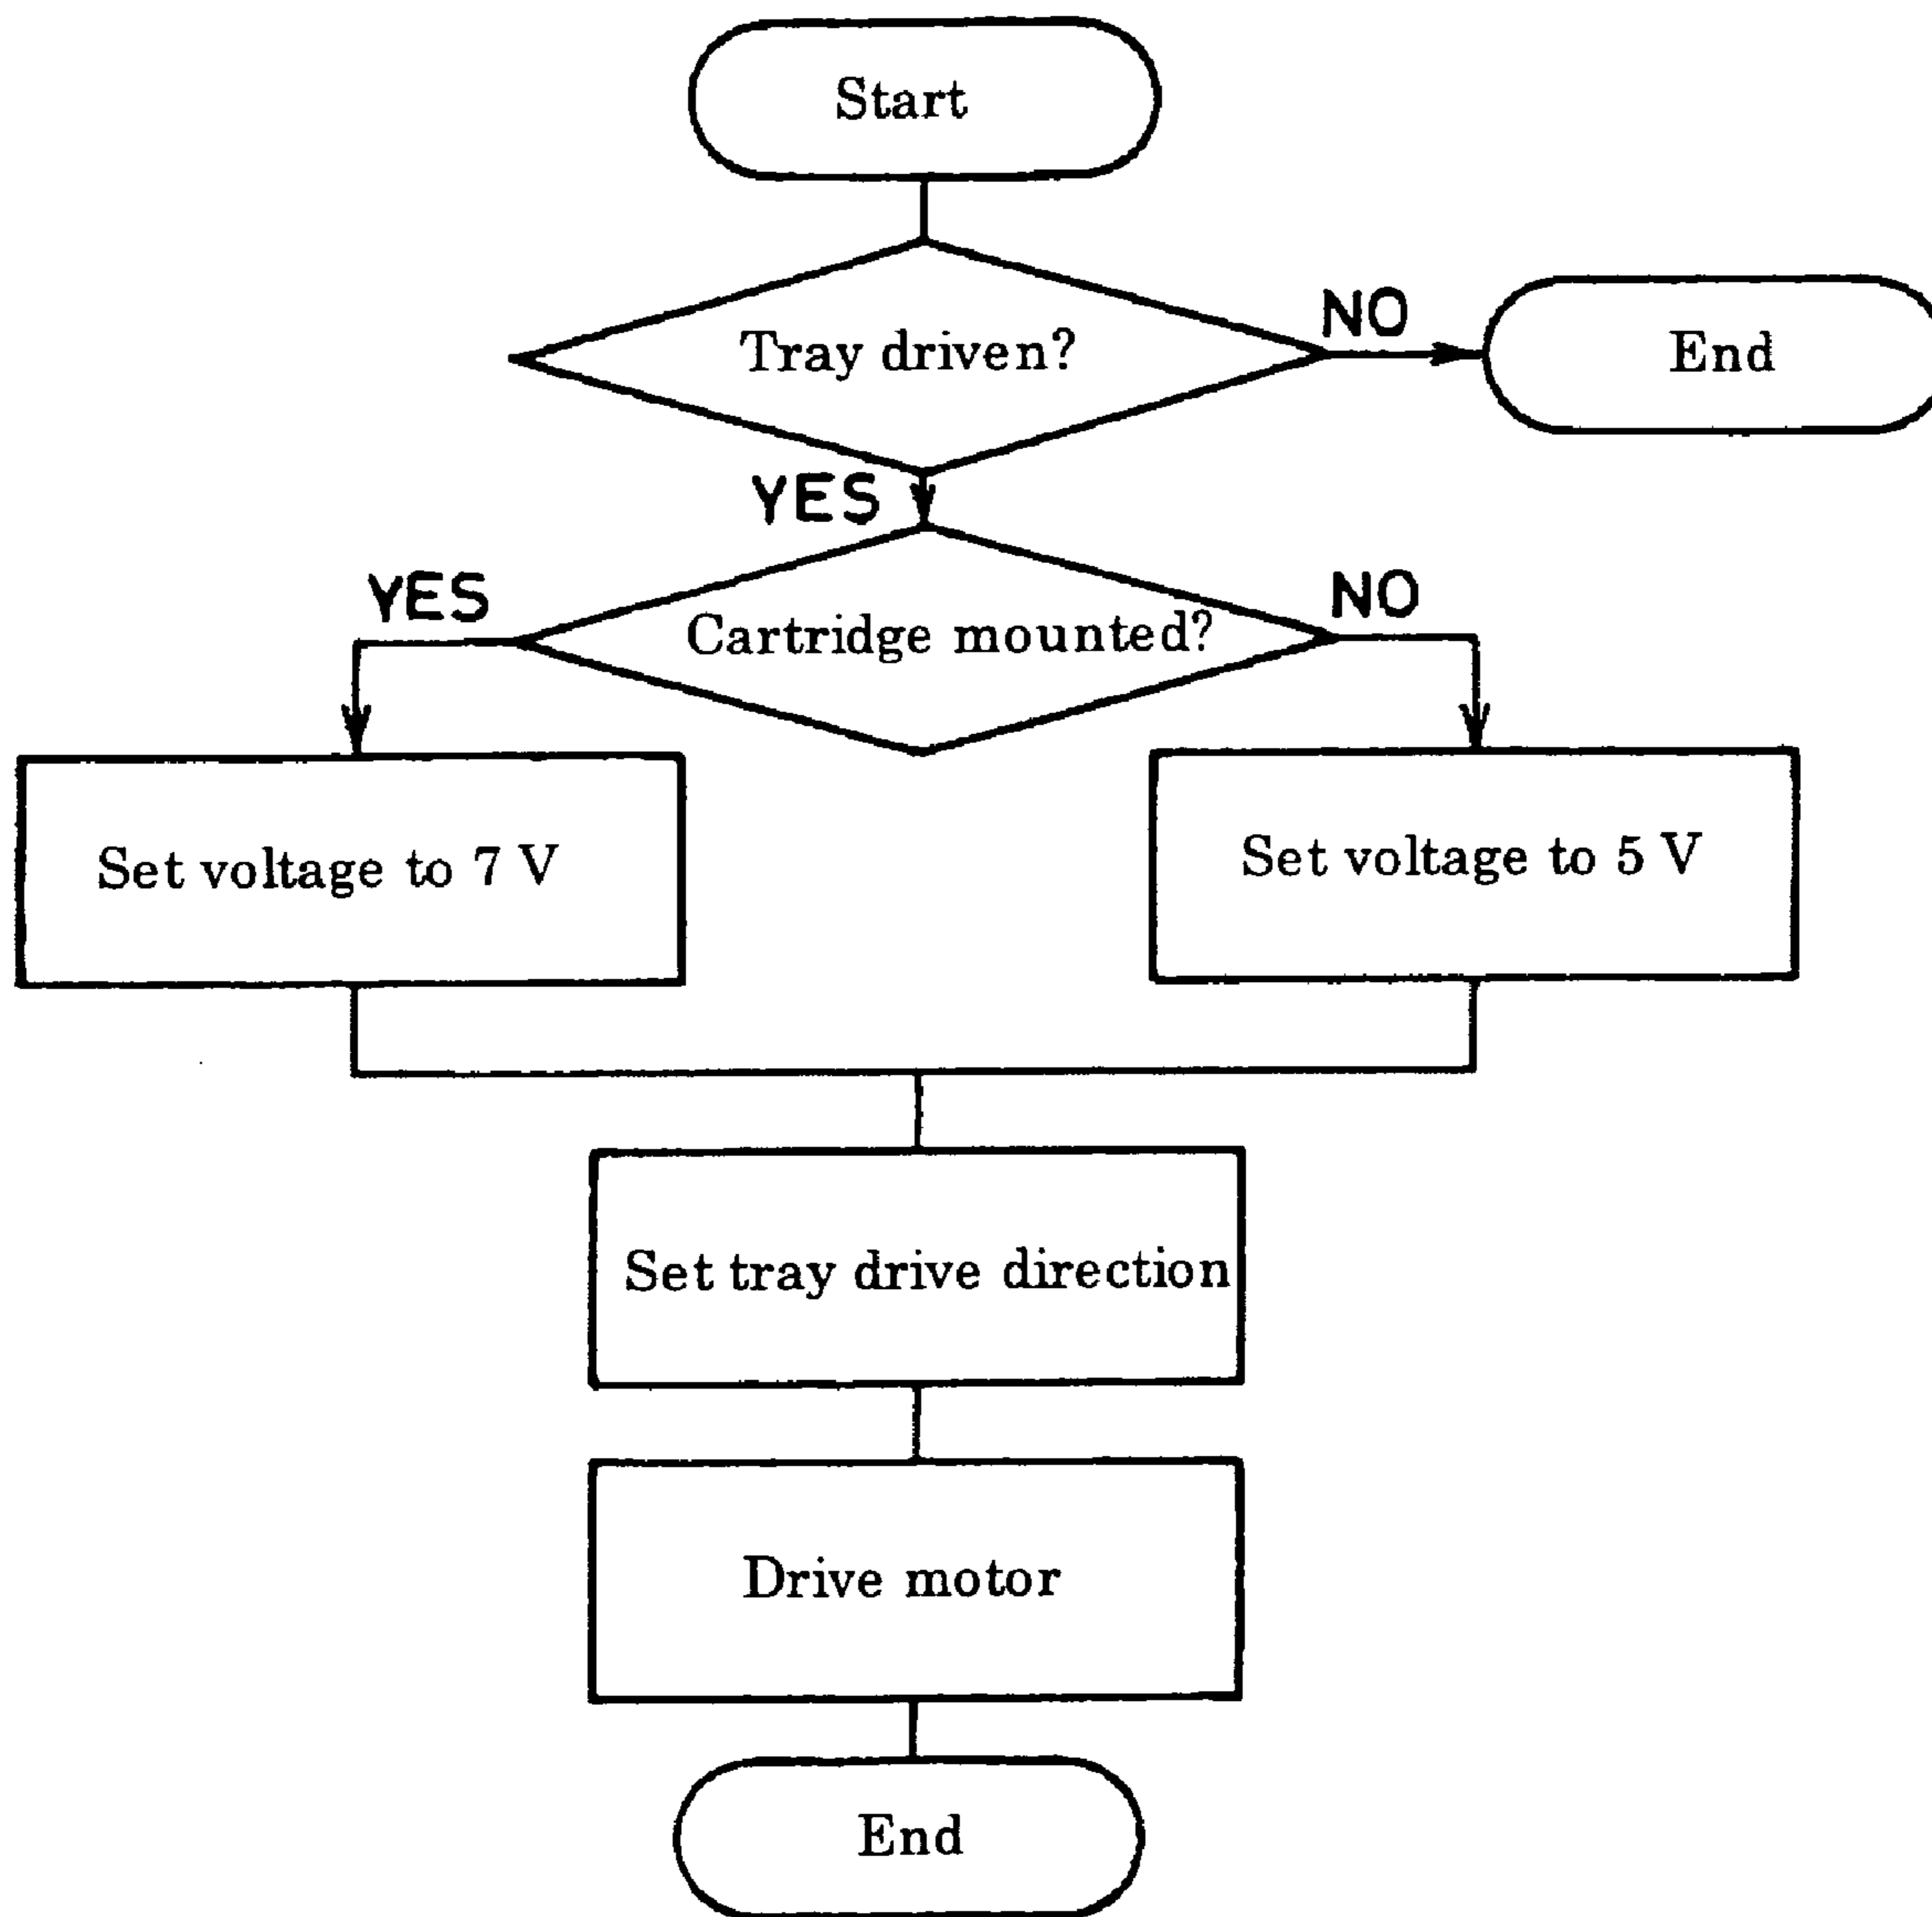 Start
Tray driven?
NO
End
YES
YES
Cartridge mounted?
NO
Set voltage to 7 V
Set voltage to 5 V
Set tray drive direction
Drive motor
End